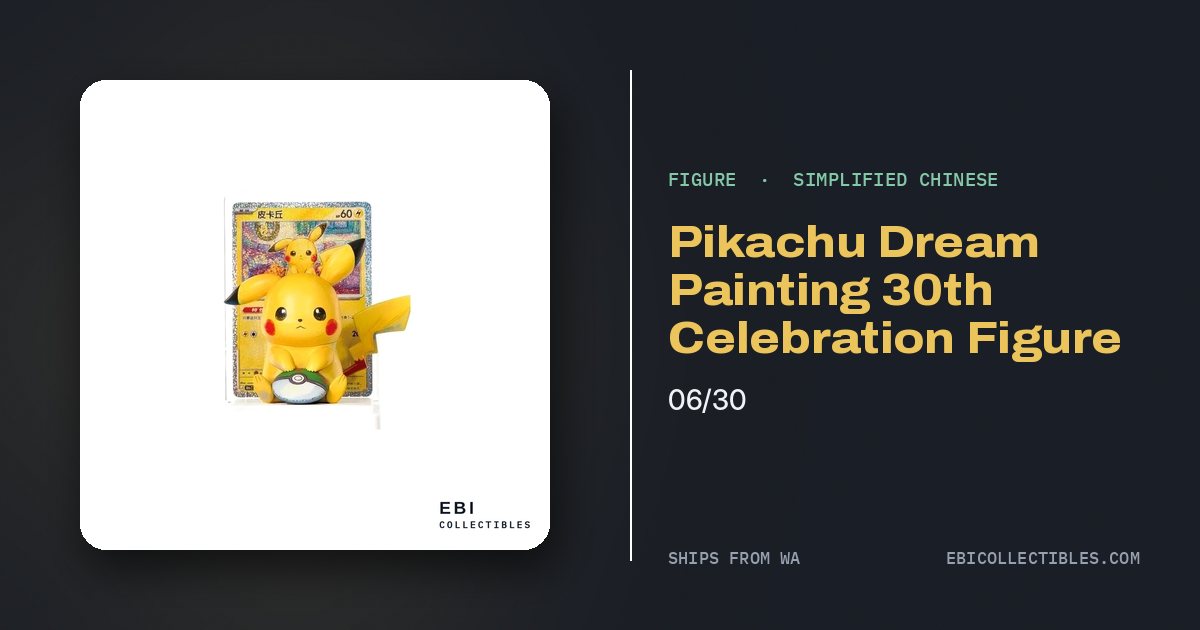 皮卡丘
60
EBI
COLLECTIBLES
FIGURE · SIMPLIFIED CHINESE
Pikachu Dream
Painting 30th
Celebration Figure
06/30
SHIPS FROM WA
EBICOLLECTIBLES.COM